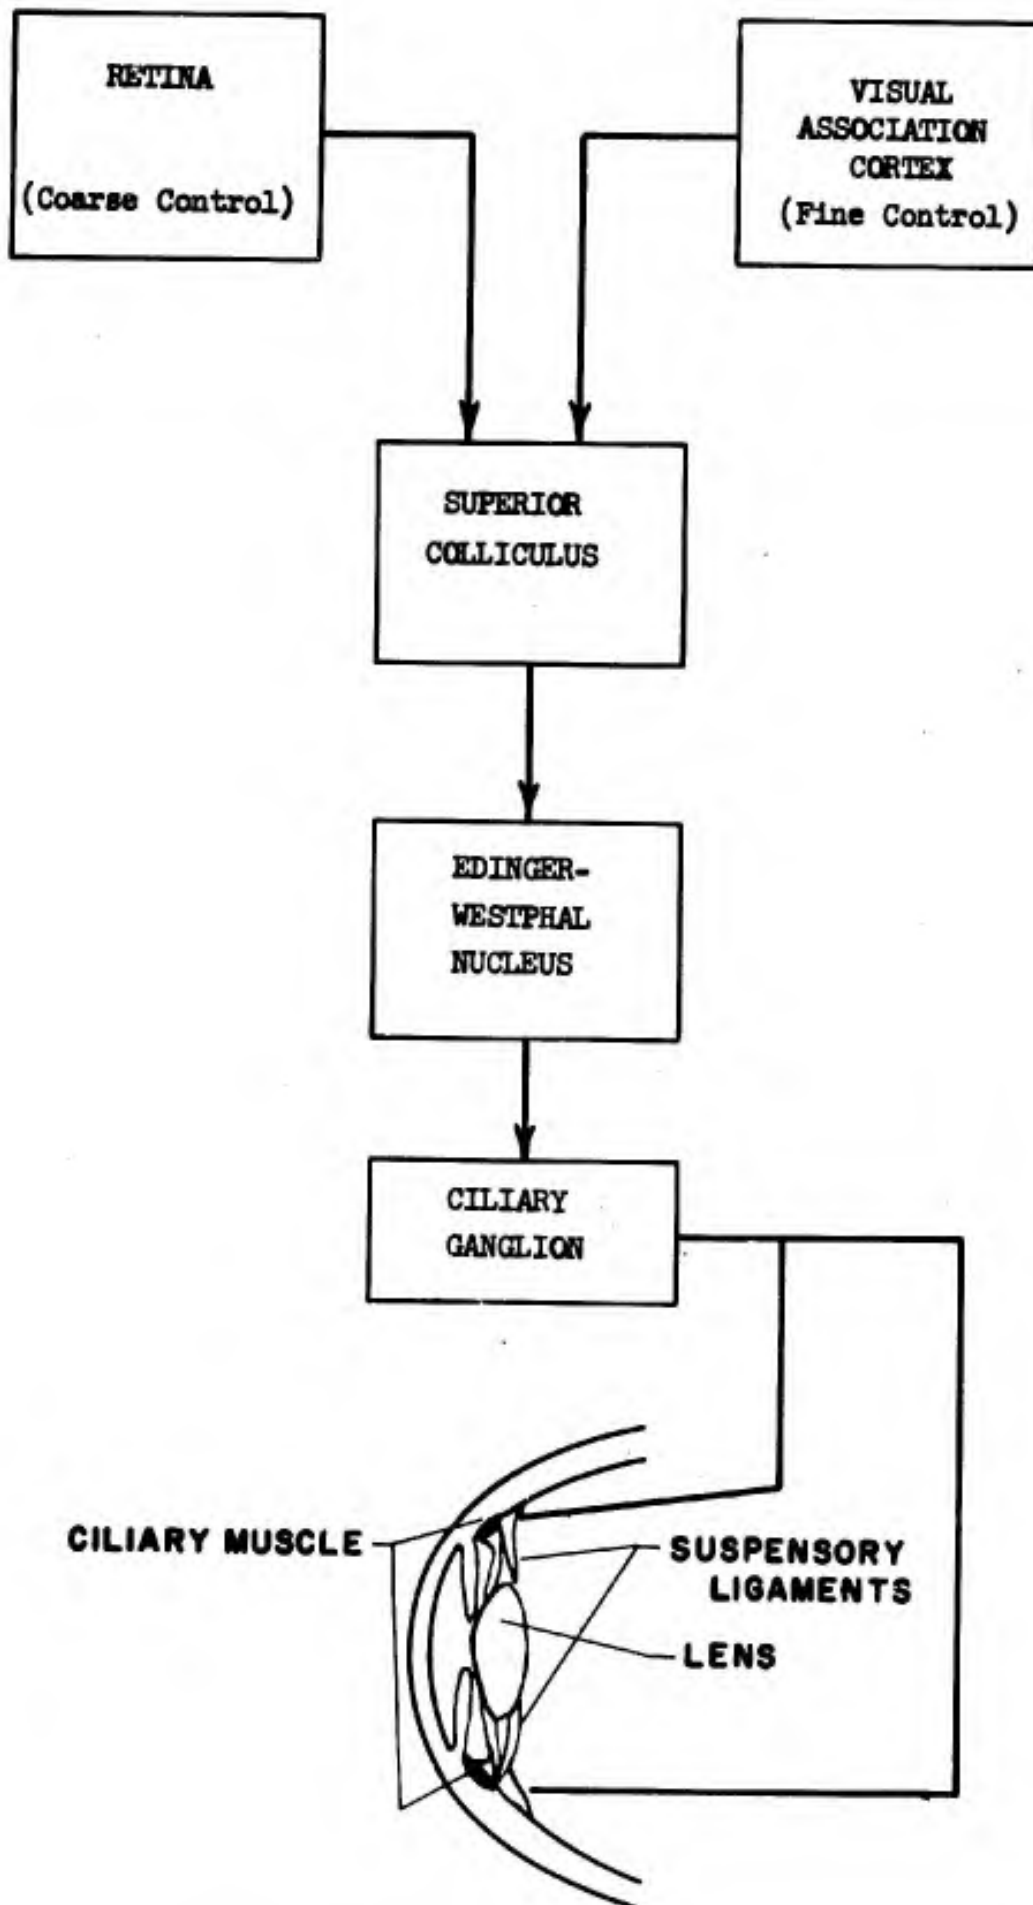 RETINA
(Coarse Control)
VISUAL
ASSOCIATION
CORTEX
(Fine Control)
SUPERIOR
COLLICULUS
EDINGER-
WESTPHAL
NUCLEUS
CILIARY
GANGLION
CILIARY MUSCLE
SUSPENSORY
LIGAMENTS
LENS